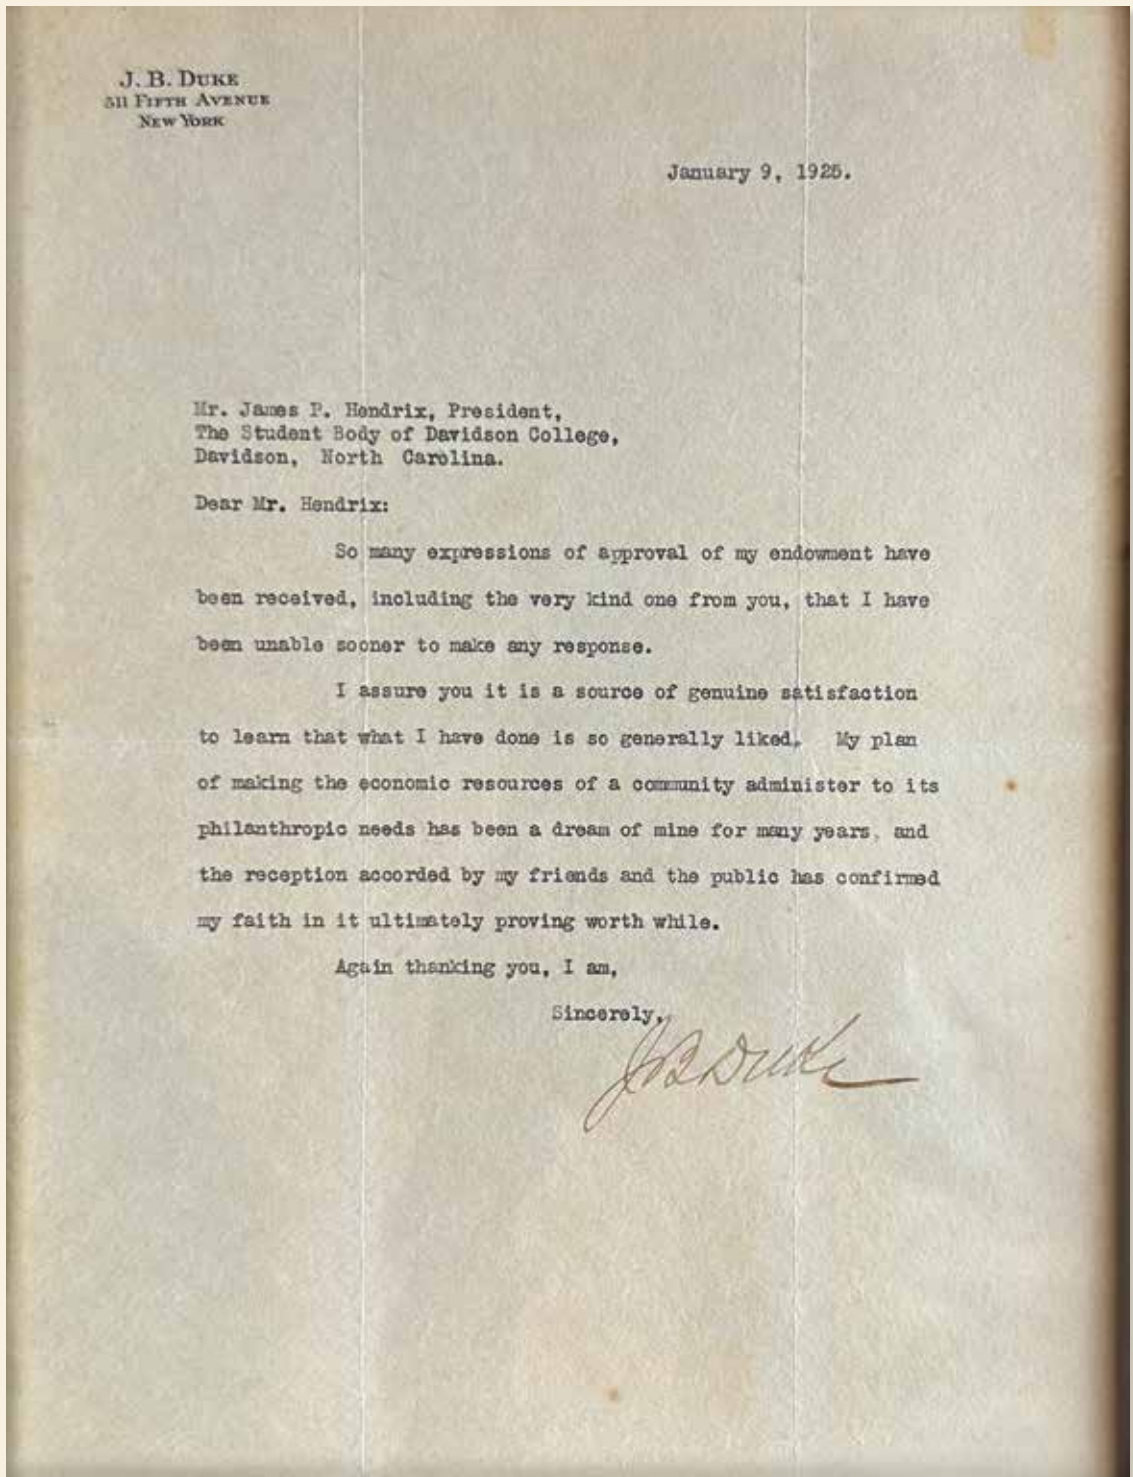 J. B. DUKE
511 FIFTH AVENUE
NEW YORK
January 9, 1925.
Mr. James P. Hendrix, President,
The Student Body of Davidson College,
Davidson, North Carolina.
Dear Mr. Hendrix:
So many expressions of approval of my endowment have
been received, including the very kind one from you, that I have
been unable sooner to make any response.
I assure you it is a source of genuine satisfaction
to learn that what I have done is so generally liked. My plan
of making the economic resources of a community administer to its
philanthropic needs has been a dream of mine for many years, and
the reception accorded by my friends and the public has confirmed
my faith in it ultimately proving worth while.
Again thanking you, I am,
Sincerely,
JBDuke